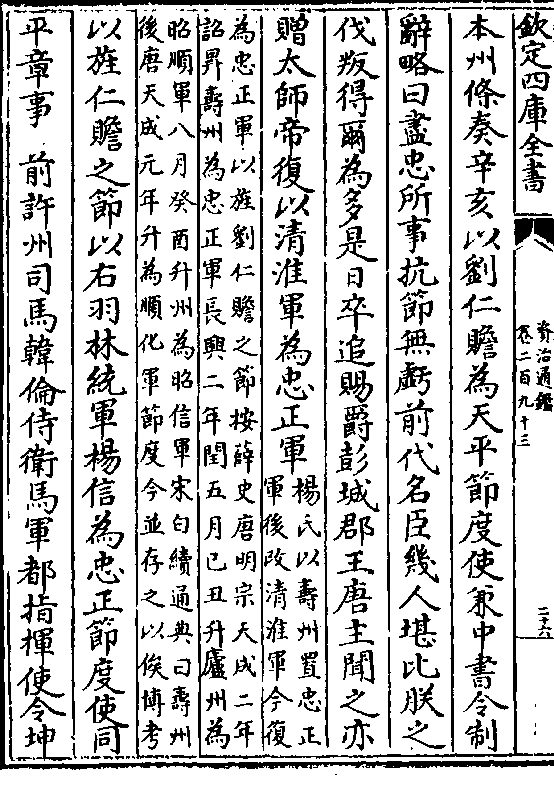 欽定四庫全書
資治通鑑
卷二百九十三
二十六
本州條奏辛亥以劉仁贍為天平節度使兼中書令制
辭略曰盡忠所事抗節無虧前代名臣幾人堪比朕之
伐叛得爾為多是日卒追賜爵彭城郡王唐主聞之亦
贈太師帝復以清淮軍為忠正軍
楊氏以壽州置忠正
軍後改清淮軍今復
為忠正軍以旌劉仁贍之節按薛史唐明宗天成二年
詔昇壽州為忠正軍長興二年閏五月己丑升廬州為
昭順軍八月癸酉升州為昭信軍宋白續通典曰壽州
後唐天成元年升為順化軍節度今並存之以俟博考
以旌仁贍之節以右羽林統軍楊信為忠正節度使同
平章事 前許州司馬韓倫侍衛馬軍都指揮使令坤